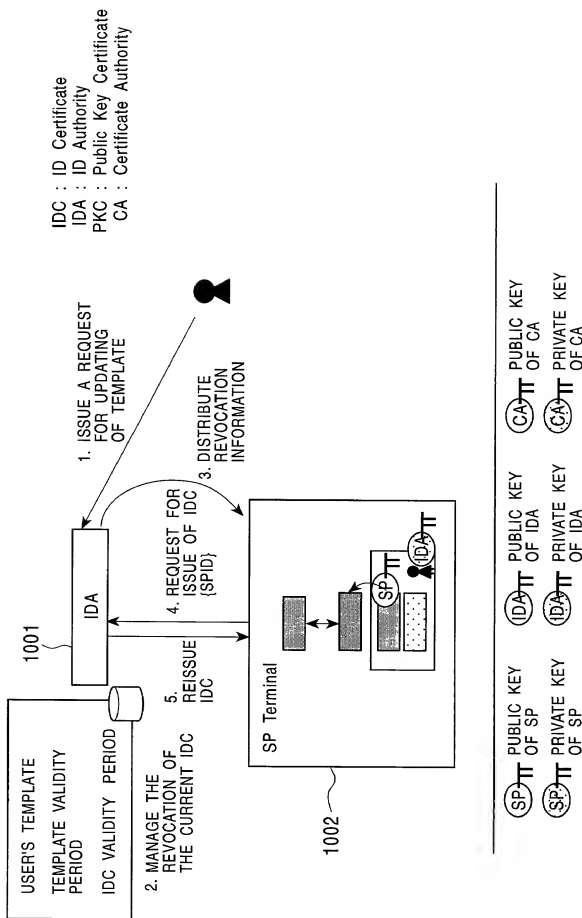 USER'S TEMPLATE
TEMPLATE VALIDITY
PERIOD
IDC VALIDITY PERIOD
1001
IDA
1. ISSUE A REQUEST
FOR UPDATING
OF TEMPLATE
IDC : ID Certificate
IDA : ID Authority
PKC : Public Key Certificate
CA : Certificate Authority
2. MANAGE THE
REVOCATION OF
THE CURRENT IDC
5.
REISSUE
IDC
4. REQUEST FOR
ISSUE OF IDC
{SPID}
3. DISTRIBUTE
REVOCATION
INFORMATION
1002
SP Terminal
SP
IDA
SP
PUBLIC KEY
OF SP
IDA
PUBLIC KEY
OF IDA
CA
PUBLIC KEY
OF CA
SP
PRIVATE KEY
OF SP
IDA
PRIVATE KEY
OF IDA
CA
PRIVATE KEY
OF CA